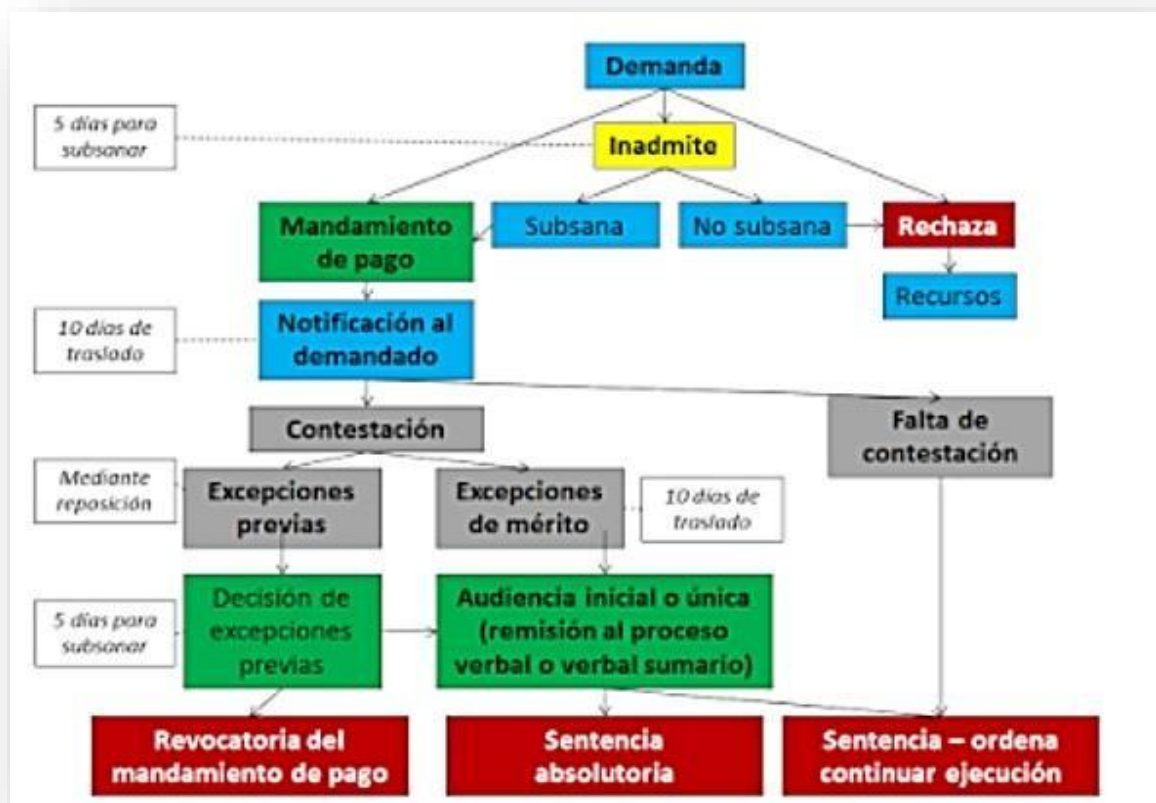 Demanda
5 días para
subsanar
Inadmite
Mandamiento
de pago
Subsana
No subsana
Rechaza
Recursos
10 días de
traslado
Notificación al
demandado
Contestación
Falta de
contestación
Mediante
reposición
Excepciones
previas
Excepciones
de mérito
10 días de
traslado
5 días para
subsanar
Decisión de
excepciones
previas
Audiencia inicial o única
(remisión al proceso
verbal o verbal sumario)
Revocatoria del
mandamiento de pago
Sentencia
absolutoria
Sentencia – ordena
continuar ejecución